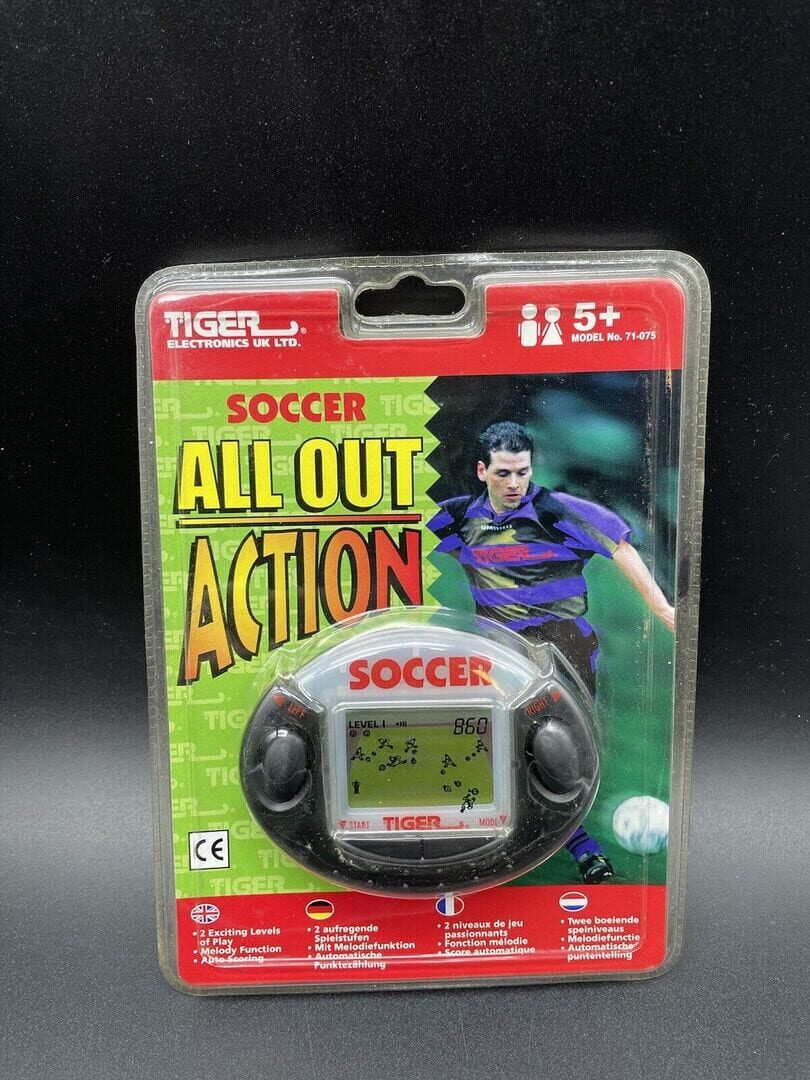 TIGER®
ELECTRONICS UK LTD.
5+
MODEL No. 71-075
SOCCER
ALL OUT
ACTION
UMBRO
TIGER
SOCCER
LEFT
RIGHT
LEVEL 1
860
START
TIGER
MODE
CE
TIGER
• 2 Exciting Levels
of Play
• Melody Function
• Auto Scoring
• 2 aufregende
Spielstufen
• Mit Melodiefunktion
• Automatische
Punktezählung
• 2 niveaux de jeu
passionnants
• Fonction mélodie
• Score automatique
• Twee boeiende
spelniveaus
• Melodiefunctie
• Automatische
puntentelling